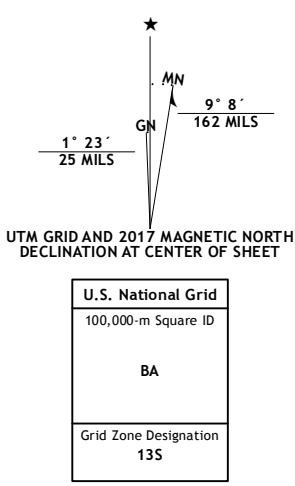 ★
MN
GN
9° 8´
162 MILS
1° 23´
25 MILS
UTM GRID AND 2017 MAGNETIC NORTH
DECLINATION AT CENTER OF SHEET
U.S. National Grid
100,000-m Square ID
BA
Grid Zone Designation
13S